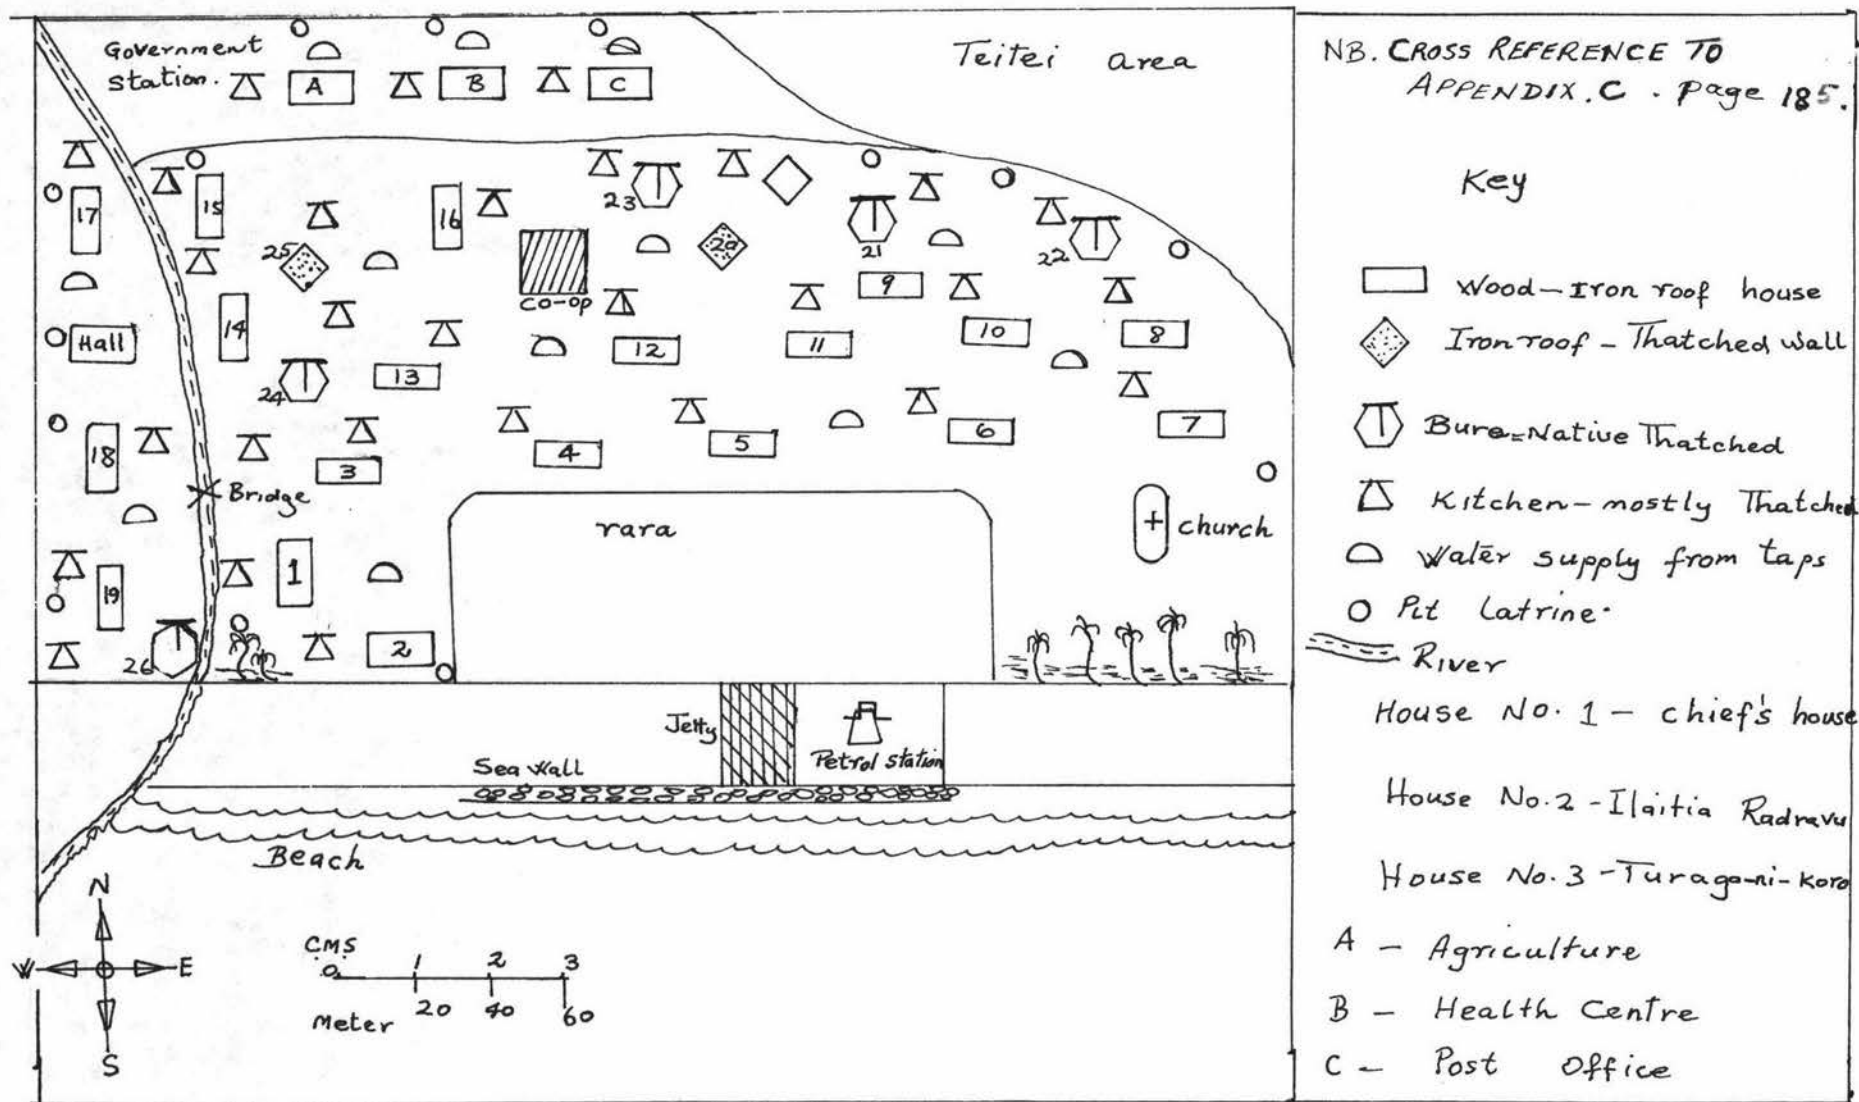 Government
Station.
A
B
C
Teitei area
17
15
16
23
25
20
21
22
Co-op
9
Hall
14
12
11
10
8
24
13
18
3
4
5
6
7
Bridge
rara
+ church
19
1
26
2
Jetty
Petrol station
Sea Wall
Beach
N
W E
S
CMS
0 1 2 3
Meter 20 40 60
NB. CROSS REFERENCE TO
APPENDIX. C . Page 185.
Key
Wood-Iron roof house
Iron roof - Thatched wall
Bure=Native Thatched
Kitchen-mostly Thatched
Water supply from taps
Pit latrine.
River
House No. 1 - chief's house
House No. 2 - Ilaitia Radravu
House No. 3 - Turaga-ni-koro
A - Agriculture
B - Health Centre
C - Post Office